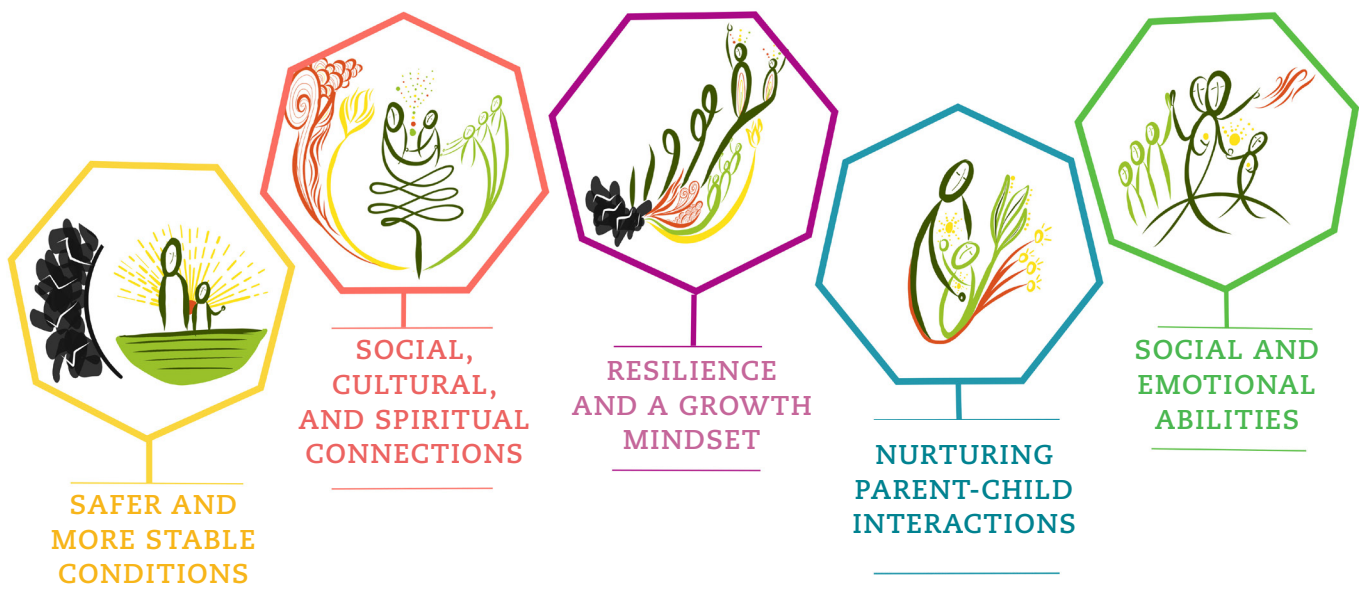 SAFER AND
MORE STABLE
CONDITIONS
SOCIAL,
CULTURAL,
AND SPIRITUAL
CONNECTIONS
RESILIENCE
AND A GROWTH
MINDSET
NURTURING
PARENT-CHILD
INTERACTIONS
SOCIAL AND
EMOTIONAL
ABILITIES